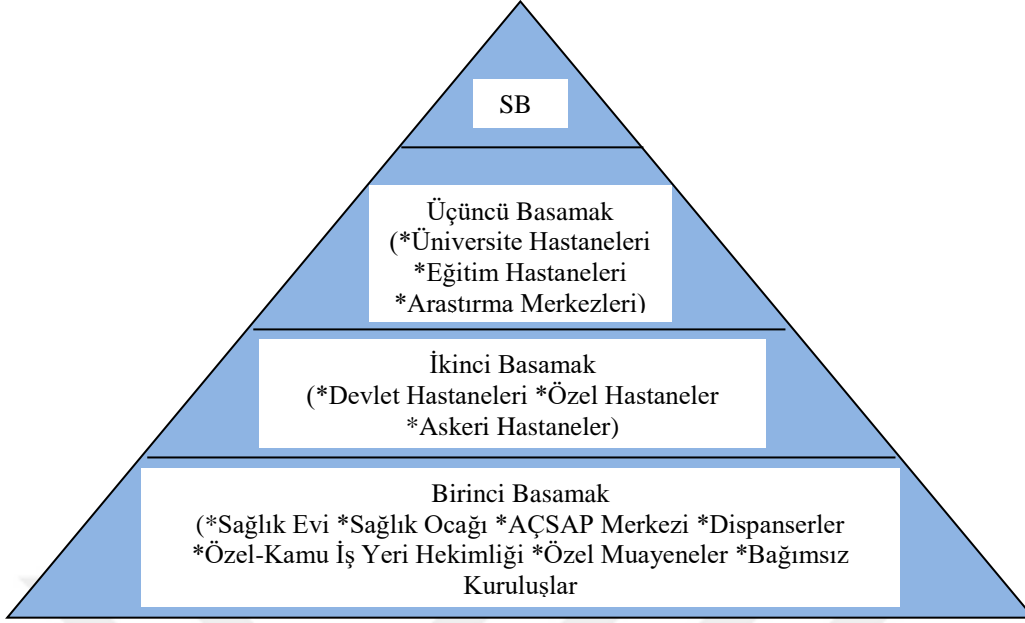 SB
Üçüncü Basamak
(*Üniversite Hastaneleri
*Eğitim Hastaneleri
*Arastırma Merkezleri)
İkinci Basamak
(*Devlet Hastaneleri *Özel Hastaneler
*Askeri Hastaneler)
Birinci Basamak
(*Sağlık Evi *Sağlık Ocağı *AÇSAP Merkezi *Dispanserler
*Özel-Kamu İş Yeri Hekimliği *Özel Muayeneler *Bağımsız
Kuruluşlar